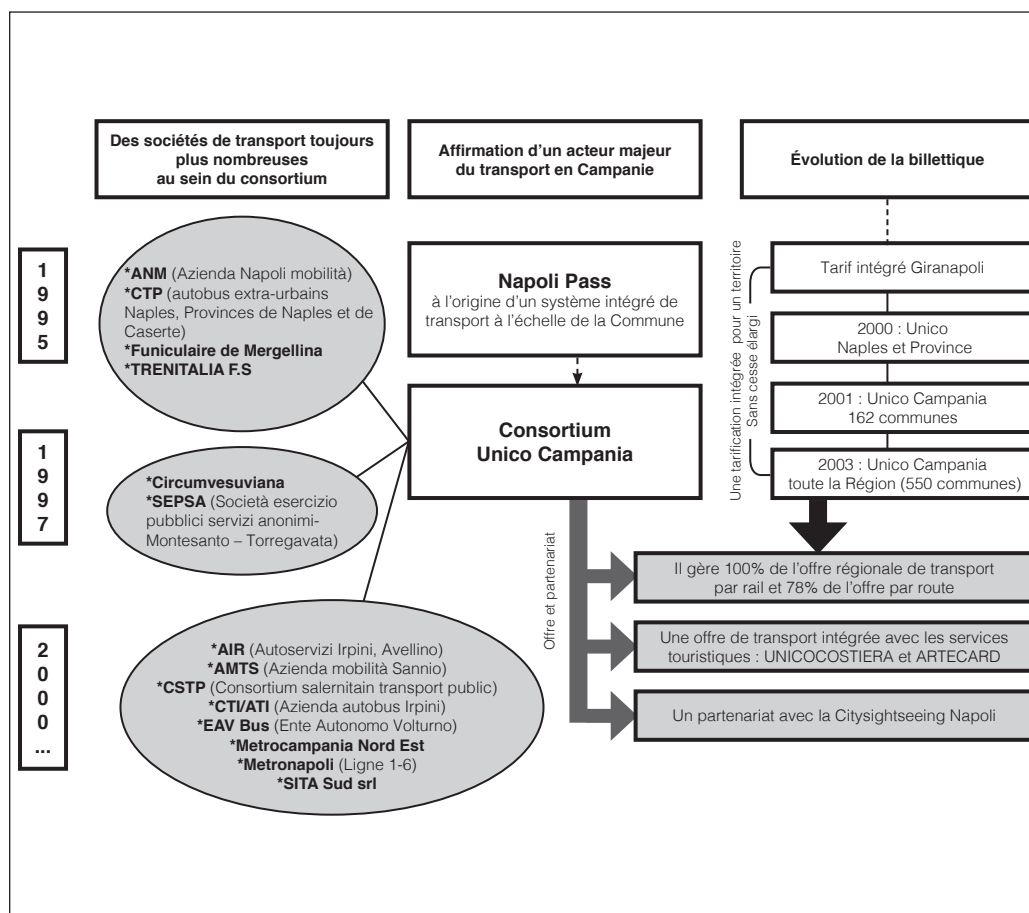 Des sociétés de transport toujours
plus nombreuses
au sein du consortium
Affirmation d'un acteur majeur
du transport en Campanie
Évolution de la billettique
1
9
9
5
*ANM (Azienda Napoli mobilità)
*CTP (autobus extra-urbains
Naples, Provinces de Naples et de
Caserte)
*Funiculaire de Mergellina
*TRENITALIA F.S
Napoli Pass
à l'origine d'un système intégré de
transport à l'échelle de la Commune
Une tarification intégrée pour un territoire
Sans cesse élargi
Tarif intégré Giranapoli
2000 : Unico
Naples et Province
2001 : Unico Campania
162 communes
2003 : Unico Campania
toute la Région (550 communes)
Consortium
Unico Campania
1
9
9
7
*Circumvesuviana
*SEPSA (Società esercizio
pubblici servizi anonimi-
Montesanto – Torregavata)
Offre et partenariat
Il gère 100% de l'offre régionale de transport
par rail et 78% de l'offre par route
Une offre de transport intégrée avec les services
touristiques : UNICOCOSTIERA et ARTECARD
Un partenariat avec la Citysightseeing Napoli
2
0
0
0
...
*AIR (Autoservizi Irpini, Avellino)
*AMTS (Azienda mobilità Sannio)
*CSTP (Consortium salernitain transport public)
*CTI/ATI (Azienda autobus Irpini)
*EAV Bus (Ente Autonomo Volturno)
*Metrocampania Nord Est
*Metronapoli (Ligne 1-6)
*SITA Sud srl